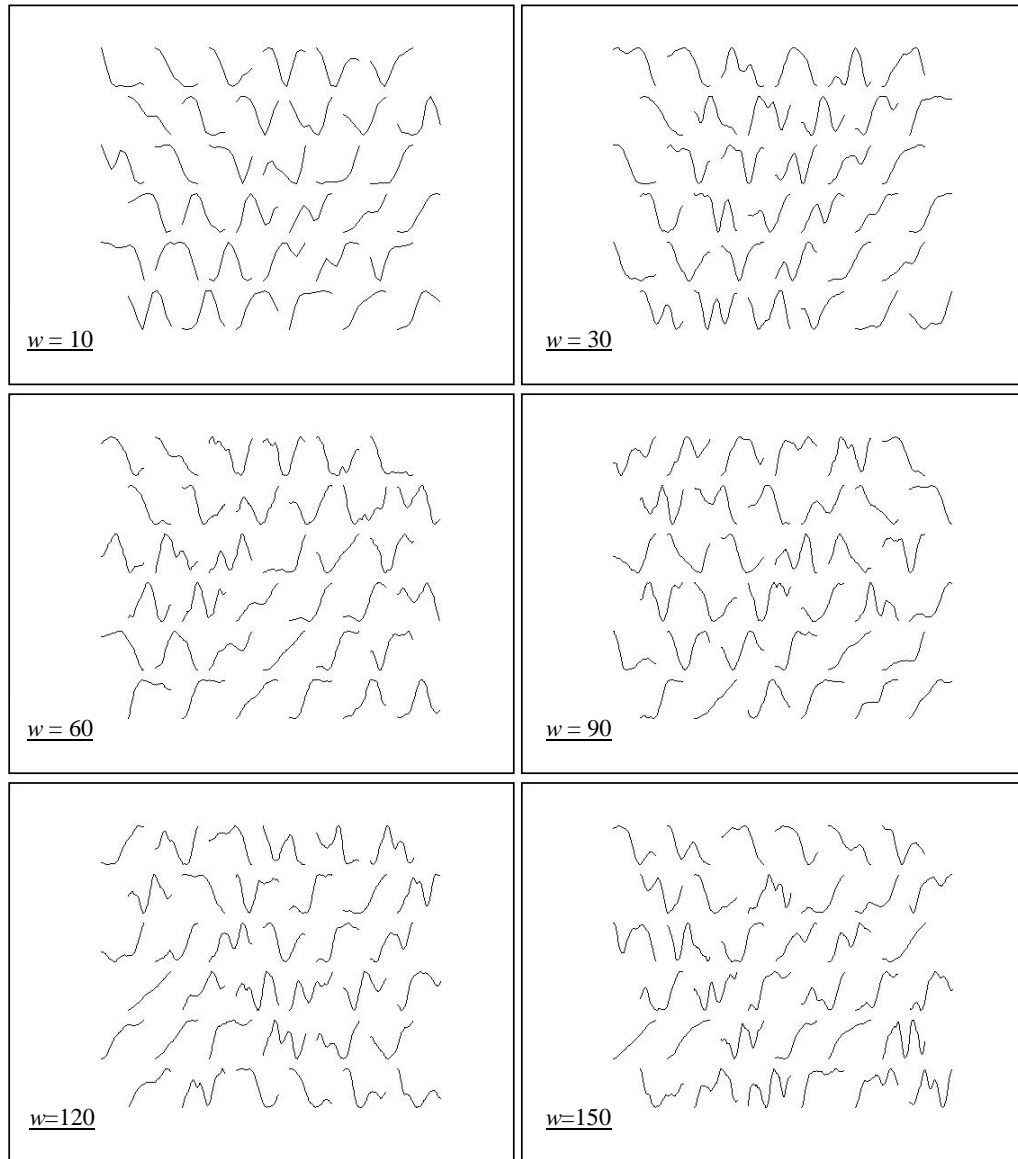 w = 10
w = 30
w = 60
w = 90
w=120
w=150